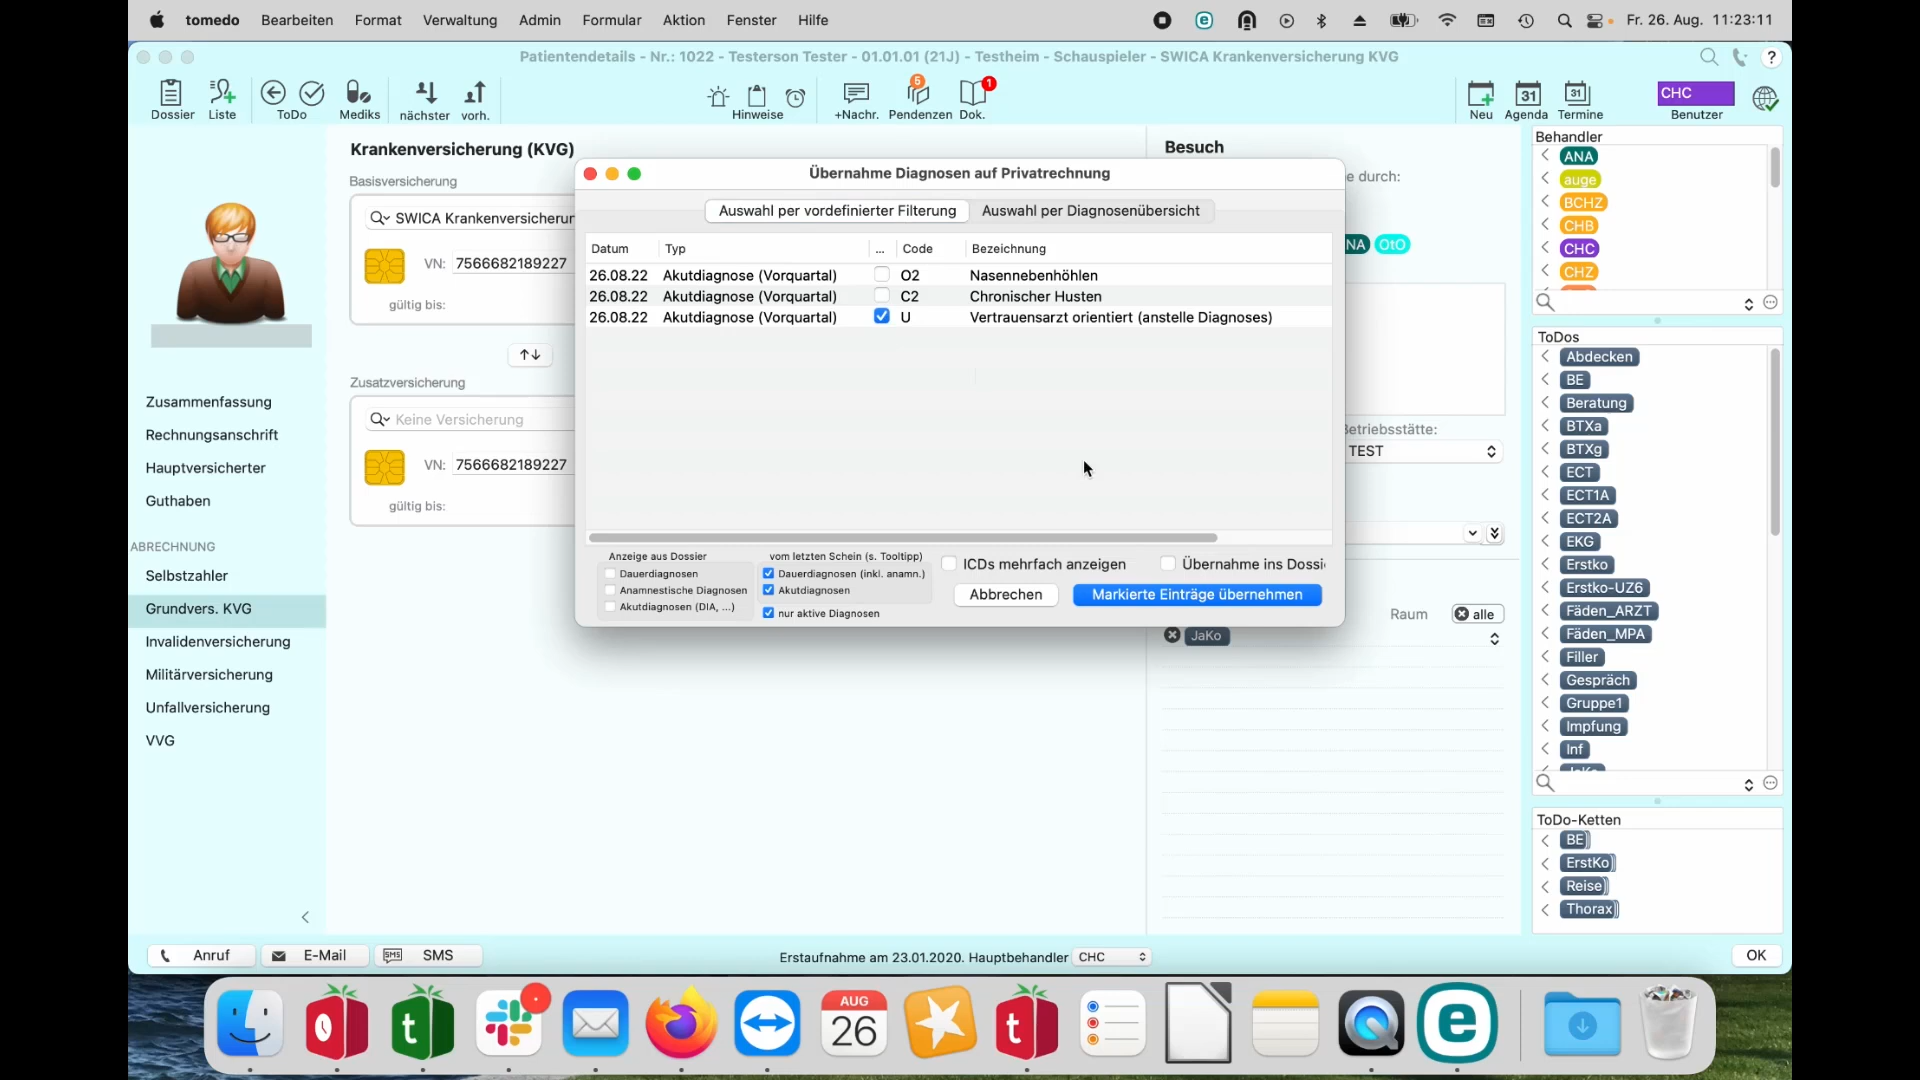 tomedo Bearbeiten Format Verwaltung Admin Formular Aktion Fenster Hilfe Fr. 26. Aug. 11:23:11
Patientendetails - Nr.: 1022 - Testerson Tester - 01.01.01 (21J) - Testheim - Schauspieler - SWICA Krankenversicherung KVG
?
5
1
31
31
CHC
Dossier Liste ToDo Mediks nächster vorh. Hinweise +Nachr. Pendenzen Dok. Neu Agenda Termine Benutzer
Krankenversicherung (KVG)
Basisversicherung
SWICA Krankenversicherun
VN: 7566682189227
gültig bis:
Zusatzversicherung
Keine Versicherung
VN: 7566682189227
gültig bis:
Zusammenfassung
Rechnungsanschrift
Hauptversicherter
Guthaben
ABRECHNUNG
Selbstzahler
Grundvers. KVG
Invalidenversicherung
Militärversicherung
Unfallversicherung
VVG
Übernahme Diagnosen auf Privatrechnung
Auswahl per vordefinierter Filterung Auswahl per Diagnosenübersicht
Datum Typ ... Code Bezeichnung
26.08.22 Akutdiagnose (Vorquartal) O2 Nasennebenhöhlen
26.08.22 Akutdiagnose (Vorquartal) C2 Chronischer Husten
26.08.22 Akutdiagnose (Vorquartal) U Vertrauensarzt orientiert (anstelle Diagnoses)
Anzeige aus Dossier
Dauerdiagnosen
Anamnestische Diagnosen
Akutdiagnosen (DIA, ...)
vom letzten Schein (s. Tooltipp)
Dauerdiagnosen (inkl. anamn.)
Akutdiagnosen
nur aktive Diagnosen
ICDs mehrfach anzeigen Übernahme ins Dossi
Abbrechen Markierte Einträge übernehmen
Besuch
e durch:
NA OtO
Betriebsstätte:
TEST
Raum alle
JaKo
Behandler
ANA
auge
BCHZ
CHB
CHC
CHZ
ToDos
Abdecken
BE
Beratung
BTXa
BTXg
ECT
ECT1A
ECT2A
EKG
Erstko
Erstko-UZ6
Fäden_ARZT
Fäden_MPA
Filler
Gespräch
Gruppe1
Impfung
Inf
JaKo
ToDo-Ketten
BE
ErstKo
Reise
Thorax
Anruf E-Mail SMS SMS Erstaufnahme am 23.01.2020. Hauptbehandler CHC OK
t
AUG
26
t
e